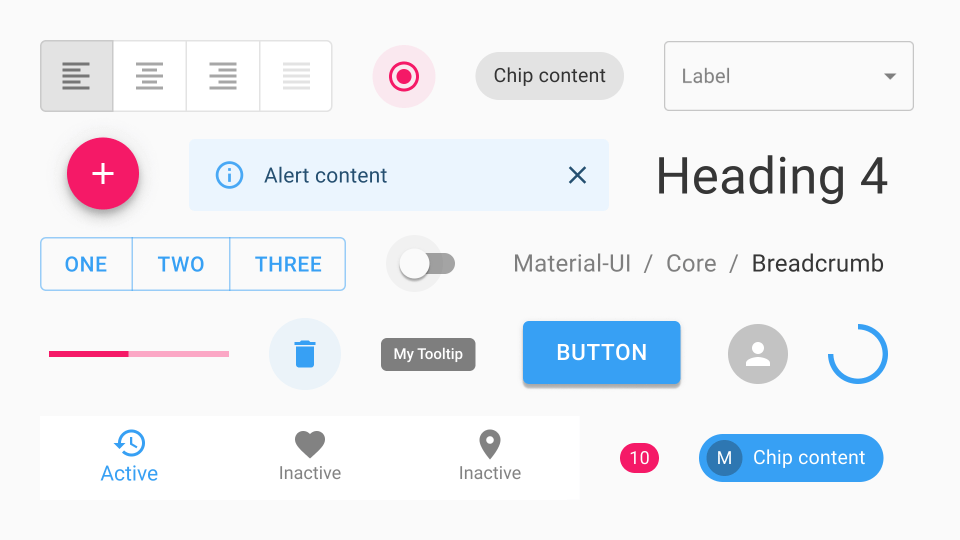 Chip content
Label
Alert content
Heading 4
ONE TWO THREE
Material-UI / Core / Breadcrumb
My Tooltip
BUTTON
Active Inactive Inactive
10
M Chip content